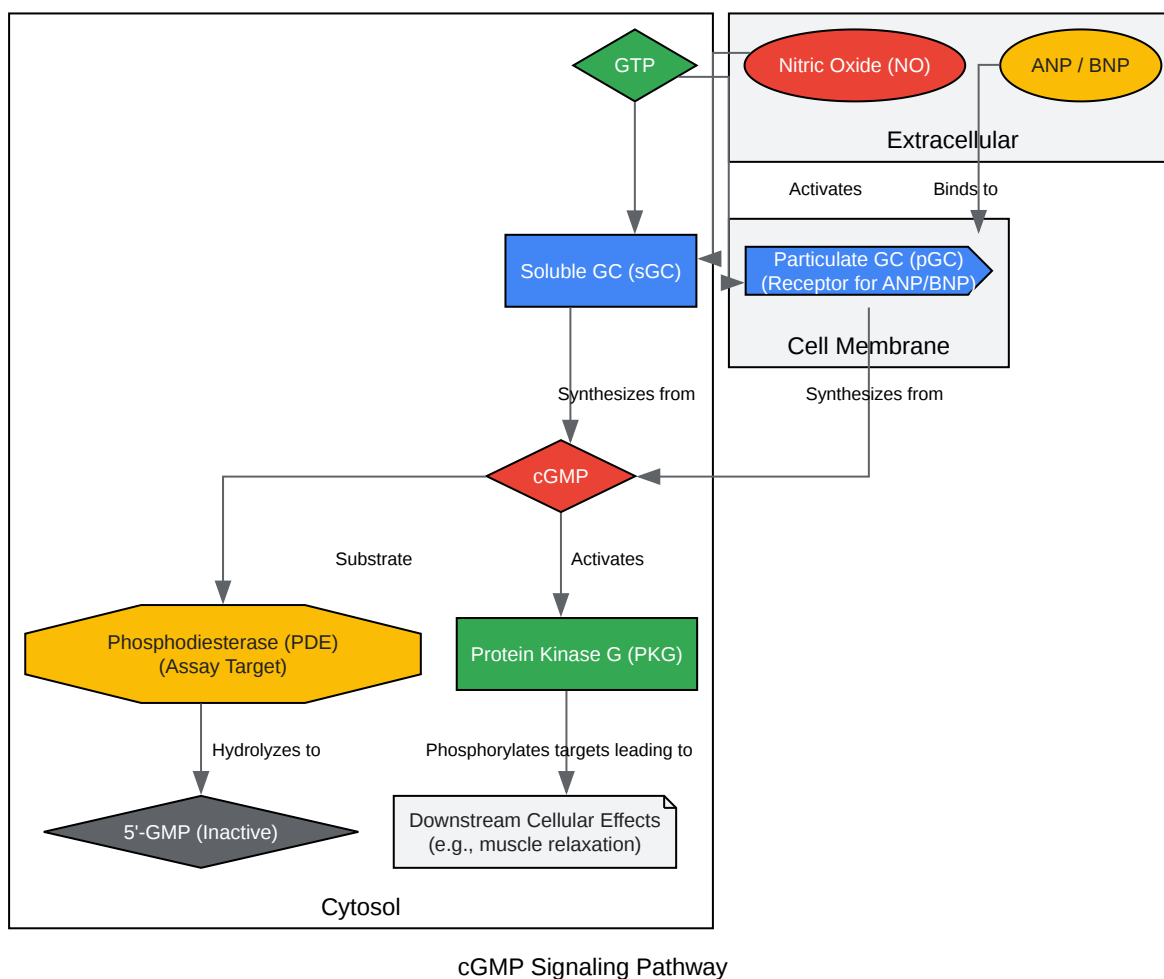 GTP
Nitric Oxide (NO)
ANP / BNP
Extracellular
Activates
Binds to
Soluble GC (sGC)
Particulate GC (pGC)
(Receptor for ANP/BNP)
Cell Membrane
Synthesizes from
Synthesizes from
cGMP
Substrate
Activates
Phosphodiesterase (PDE)
(Assay Target)
Protein Kinase G (PKG)
Hydrolyzes to
Phosphorylates targets leading to
5'-GMP (Inactive)
Downstream Cellular Effects
(e.g., muscle relaxation)
Cytosol
cGMP Signaling Pathway